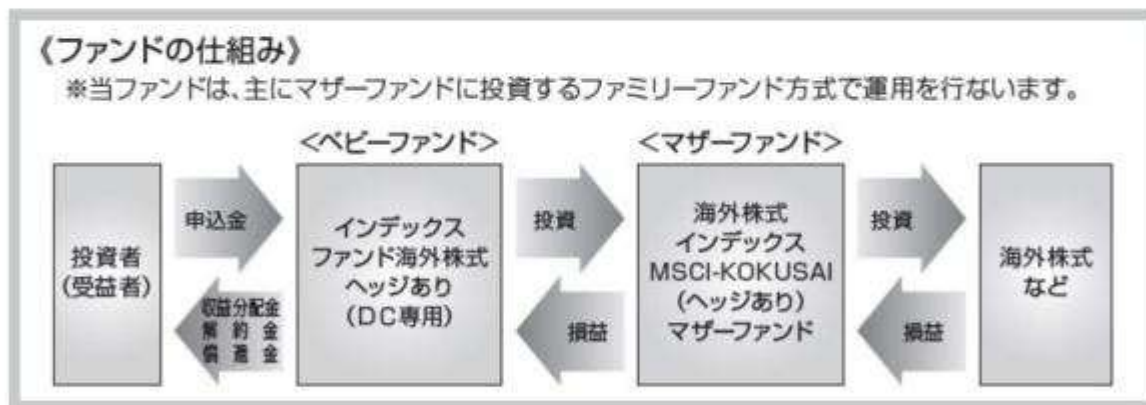 《ファンドの仕組み》
※当ファンドは、主にマザーファンドに投資するファミリーファンド方式で運用を行ないます。
<ベビーファンド>
<マザーファンド>
投資者
(受益者)
申込金
収益分配金
解約金
償還金
インデックス
ファンド海外株式
ヘッジあり
(DC専用)
投資
損益
海外株式
インデックス
MSCI-KOKUSAI
(ヘッジあり)
マザーファンド
投資
損益
海外株式
など